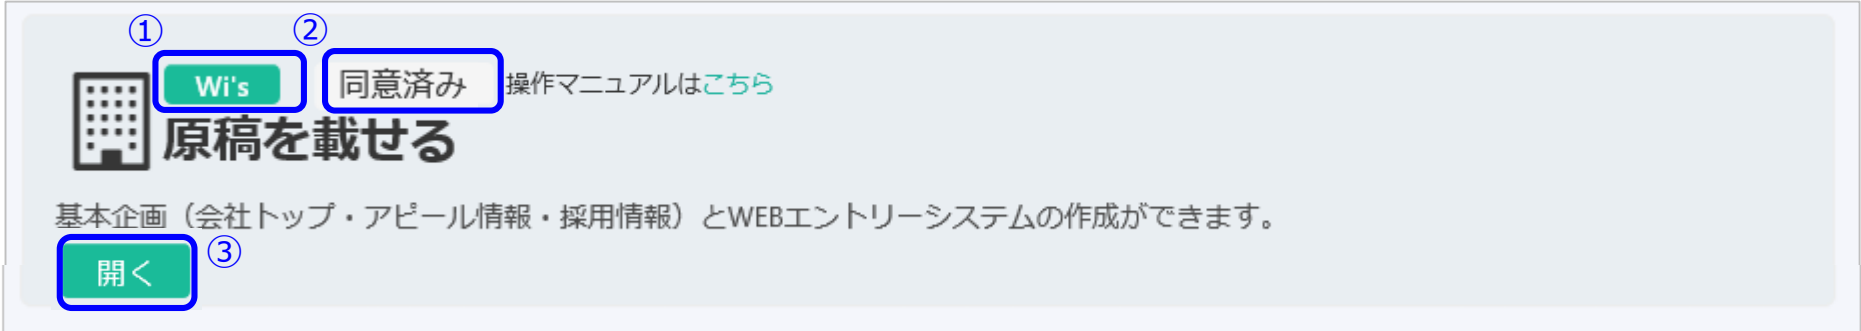 ① ②
Wi's 同意済み 操作マニュアルはこちら
原稿を載せる
基本企画（会社トップ・アピール情報・採用情報）とWEBエントリーシステムの作成ができます。
開く ③